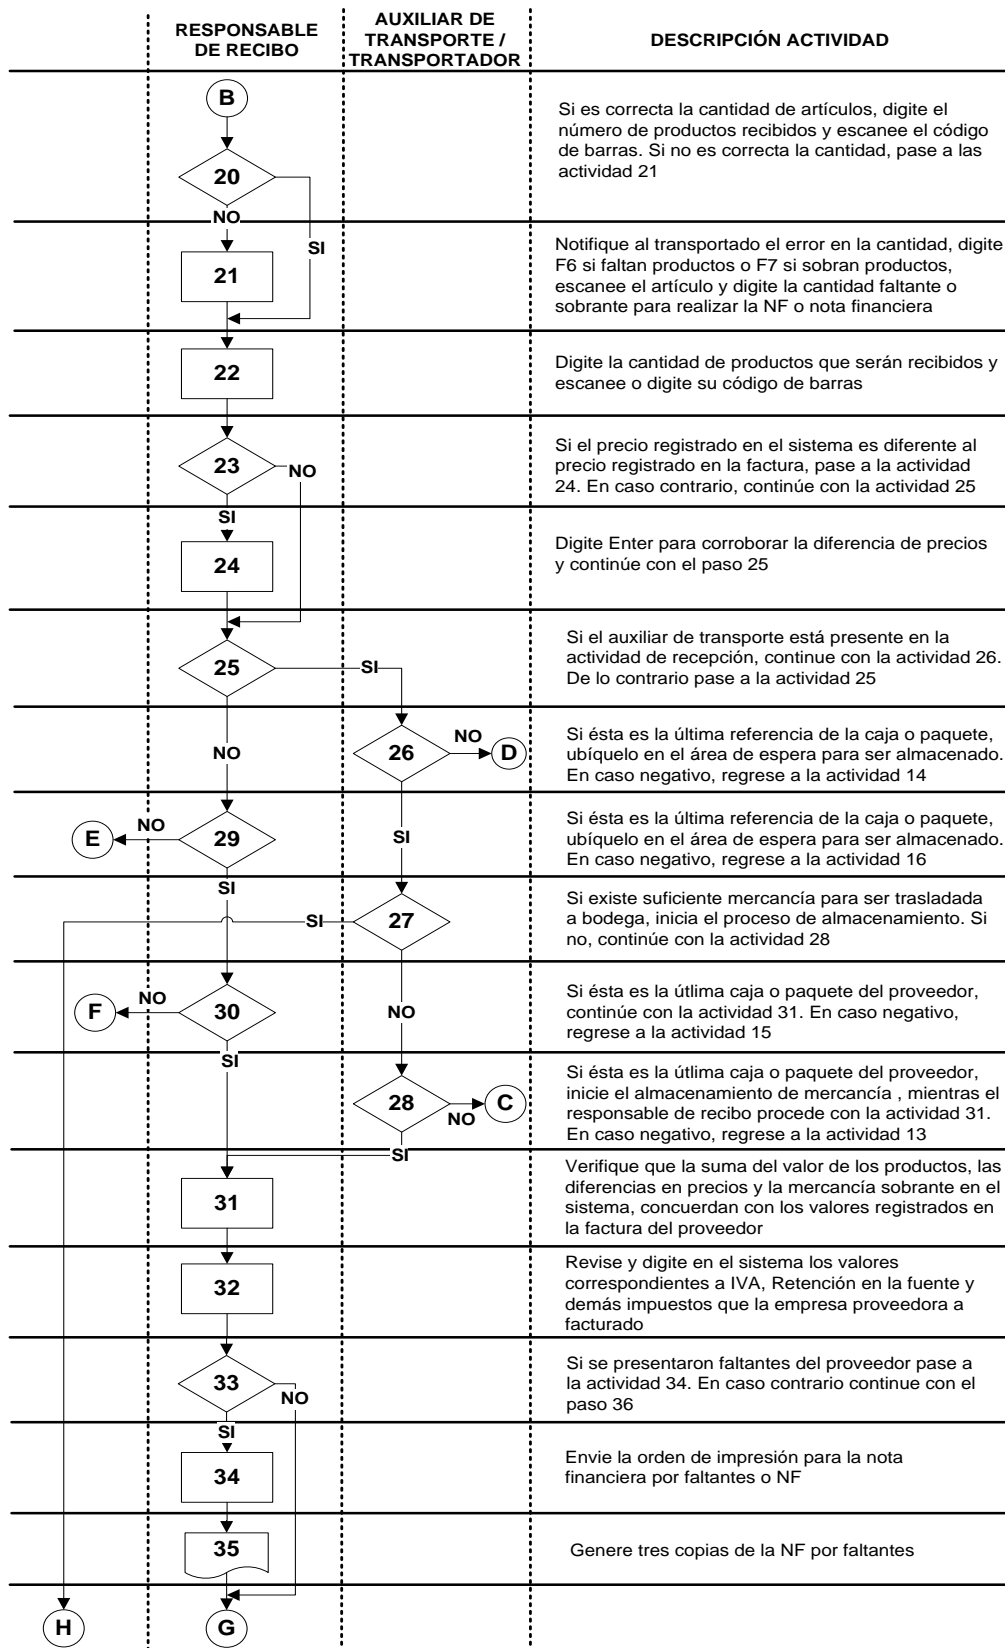 RESPONSABLE
DE RECIBO
AUXILIAR DE
TRANSPORTE /
TRANSPORTADOR
DESCRIPCIÓN ACTIVIDAD
B
20
NO
SI
Si es correcta la cantidad de artículos, digite el
número de productos recibidos y escanee el código
de barras. Si no es correcta la cantidad, pase a las
actividad 21
21
Notifique al transportado el error en la cantidad, digite
F6 si faltan productos o F7 si sobran productos,
escanee el artículo y digite la cantidad faltante o
sobrante para realizar la NF o nota financiera
22
Digite la cantidad de productos que serán recibidos y
escanee o digite su código de barras
23
NO
SI
Si el precio registrado en el sistema es diferente al
precio registrado en la factura, pase a la actividad
24. En caso contrario, continúe con la actividad 25
24
Digite Enter para corroborar la diferencia de precios
y continúe con el paso 25
25
SI
NO
Si el auxiliar de transporte está presente en la
actividad de recepción, continue con la actividad 26.
De lo contrario pase a la actividad 25
26
NO
D
SI
Si ésta es la última referencia de la caja o paquete,
ubíquelo en el área de espera para ser almacenado.
En caso negativo, regrese a la actividad 14
E
NO
29
SI
Si ésta es la última referencia de la caja o paquete,
ubíquelo en el área de espera para ser almacenado.
En caso negativo, regrese a la actividad 16
SI
27
NO
Si existe suficiente mercancía para ser trasladada
a bodega, inicia el proceso de almacenamiento. Si
no, continúe con la actividad 28
F
NO
30
SI
Si ésta es la útlima caja o paquete del proveedor,
continúe con la actividad 31. En caso negativo,
regrese a la actividad 15
28
NO
C
SI
Si ésta es la útlima caja o paquete del proveedor,
inicie el almacenamiento de mercancía , mientras el
responsable de recibo procede con la actividad 31.
En caso negativo, regrese a la actividad 13
31
Verifique que la suma del valor de los productos, las
diferencias en precios y la mercancía sobrante en el
sistema, concuerdan con los valores registrados en
la factura del proveedor
32
Revise y digite en el sistema los valores
correspondientes a IVA, Retención en la fuente y
demás impuestos que la empresa proveedora a
facturado
33
NO
SI
Si se presentaron faltantes del proveedor pase a
la actividad 34. En caso contrario continue con el
paso 36
34
Envie la orden de impresión para la nota
financiera por faltantes o NF
35
Genere tres copias de la NF por faltantes
H
G